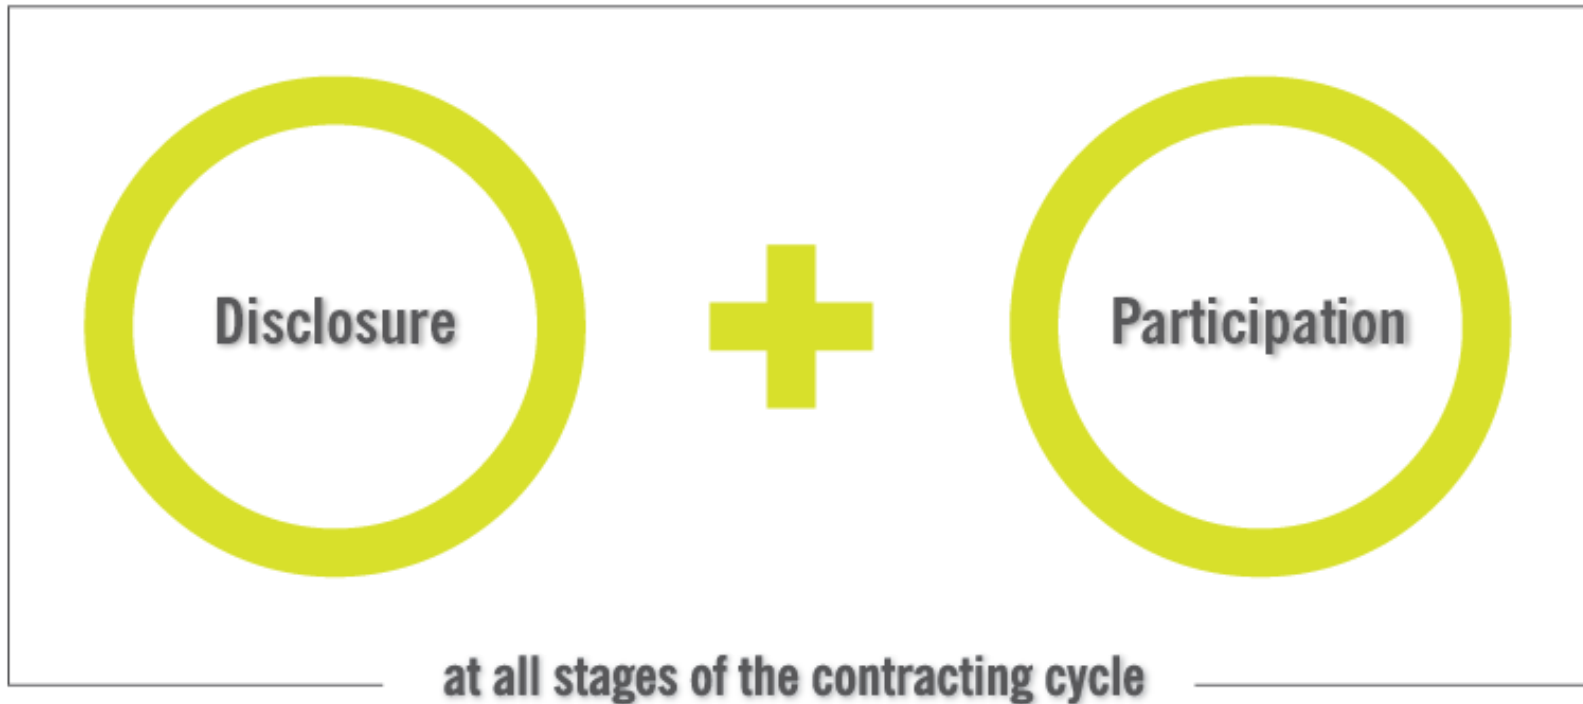 Disclosure
Participation
at all stages of the contracting cycle